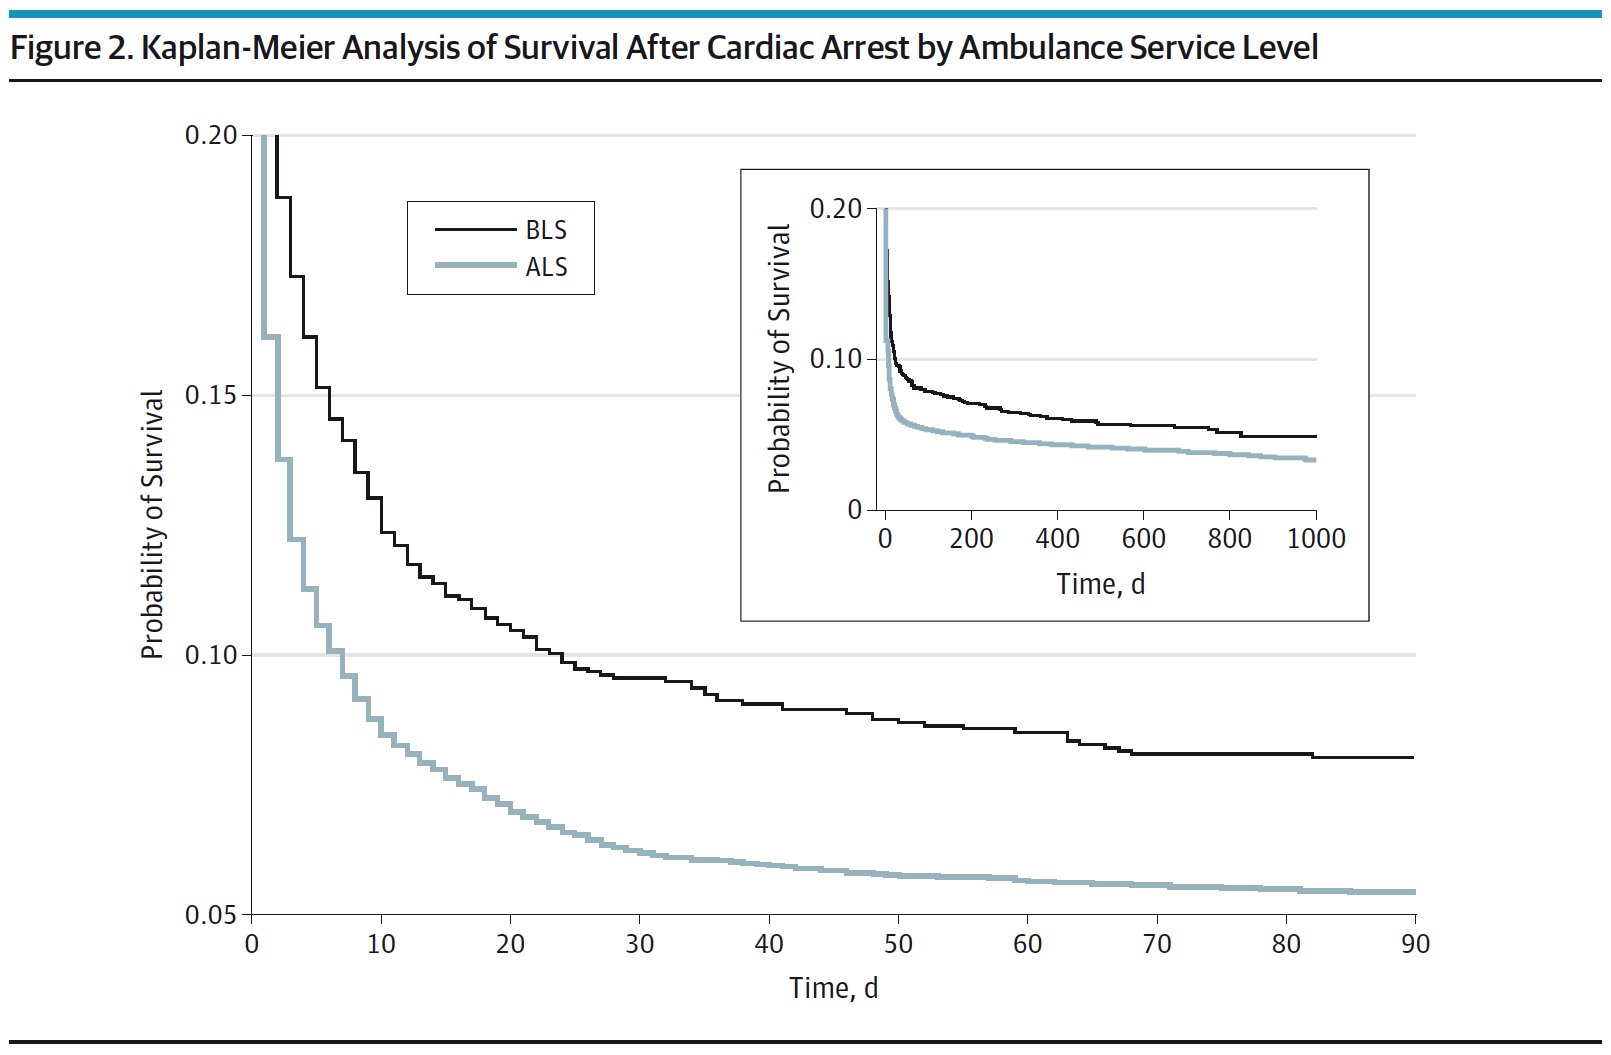 Figure 2. Kaplan-Meier Analysis of Survival After Cardiac Arrest by Ambulance Service Level
0.20
0.15
0.10
0.05
Probability of Survival
0 10 20 30 40 50 60 70 80 90
Time, d
BLS
ALS
0.20
0.10
0
Probability of Survival
0 200 400 600 800 1000
Time, d